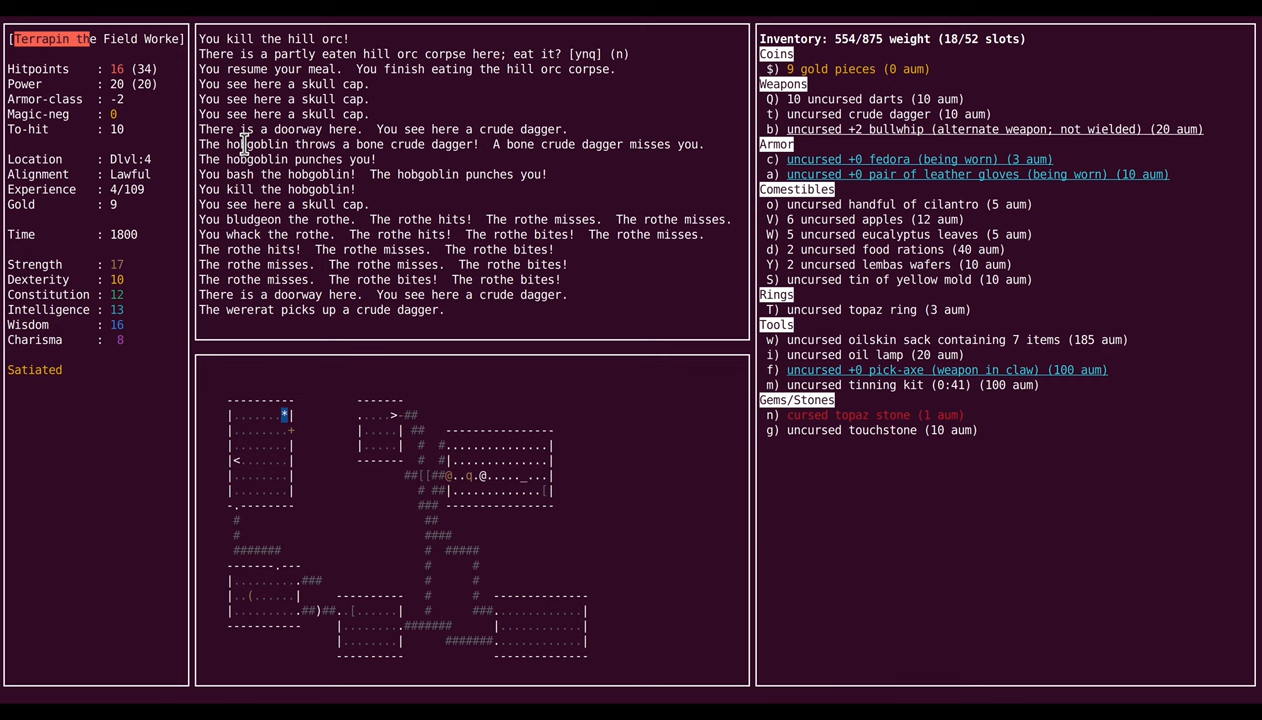 [Terrapin the Field Worke]
Hitpoints : 16 (34)
Power : 20 (20)
Armor-class : -2
Magic-neg : 0
To-hit : 10
Location : Dlvl:4
Alignment : Lawful
Experience : 4/109
Gold : 9
Time : 1800
Strength : 17
Dexterity : 10
Constitution : 12
Intelligence : 13
Wisdom : 16
Charisma : 8
Satiated
You kill the hill orc!
There is a partly eaten hill orc corpse here; eat it? [ynq] (n)
You resume your meal.  You finish eating the hill orc corpse.
You see here a skull cap.
You see here a skull cap.
You see here a skull cap.
There is a doorway here.  You see here a crude dagger.
The hobgoblin throws a bone crude dagger!  A bone crude dagger misses you.
The hobgoblin punches you!
You bash the hobgoblin!  The hobgoblin punches you!
You kill the hobgoblin!
You see here a skull cap.
You bludgeon the rothe.  The rothe hits!  The rothe misses.  The rothe misses.
You whack the rothe.  The rothe hits!  The rothe bites!  The rothe misses.
The rothe hits!  The rothe misses.  The rothe bites!
The rothe misses.  The rothe misses.  The rothe bites!
The rothe misses.  The rothe bites!  The rothe bites!
There is a doorway here.  You see here a crude dagger.
The wererat picks up a crude dagger.
----------        -------
|.......*|        .....>-##
|........+        |....| ##   ----------------
|........|        |....|  #  #.............|
|<.......|        -------  #  #|............|
|........|              ##[[##@..q.@....._...|
|........|                # ##|............[|
-.--------                ###  ----------------
#                          ##
#                          ####
#######                    #  #####
-------.---                #     #
|..........###             #     #
|..(......|    ---------   #  #  ------------
|.........##)##..[......|   #     ###...........|
-----------    |........#######     |..........|
|.......|     #######...........|
---------           ------------
Inventory: 554/875 weight (18/52 slots)
Coins
$) 9 gold pieces (0 aum)
Weapons
Q) 10 uncursed darts (10 aum)
t) uncursed crude dagger (10 aum)
b) uncursed +2 bullwhip (alternate weapon; not wielded) (20 aum)
Armor
c) uncursed +0 fedora (being worn) (3 aum)
a) uncursed +0 pair of leather gloves (being worn) (10 aum)
Comestibles
o) uncursed handful of cilantro (5 aum)
V) 6 uncursed apples (12 aum)
W) 5 uncursed eucalyptus leaves (5 aum)
d) 2 uncursed food rations (40 aum)
Y) 2 uncursed lembas wafers (10 aum)
S) uncursed tin of yellow mold (10 aum)
Rings
T) uncursed topaz ring (3 aum)
Tools
w) uncursed oilskin sack containing 7 items (185 aum)
i) uncursed oil lamp (20 aum)
f) uncursed +0 pick-axe (weapon in claw) (100 aum)
m) uncursed tinning kit (0:41) (100 aum)
Gems/Stones
n) cursed topaz stone (1 aum)
g) uncursed touchstone (10 aum)